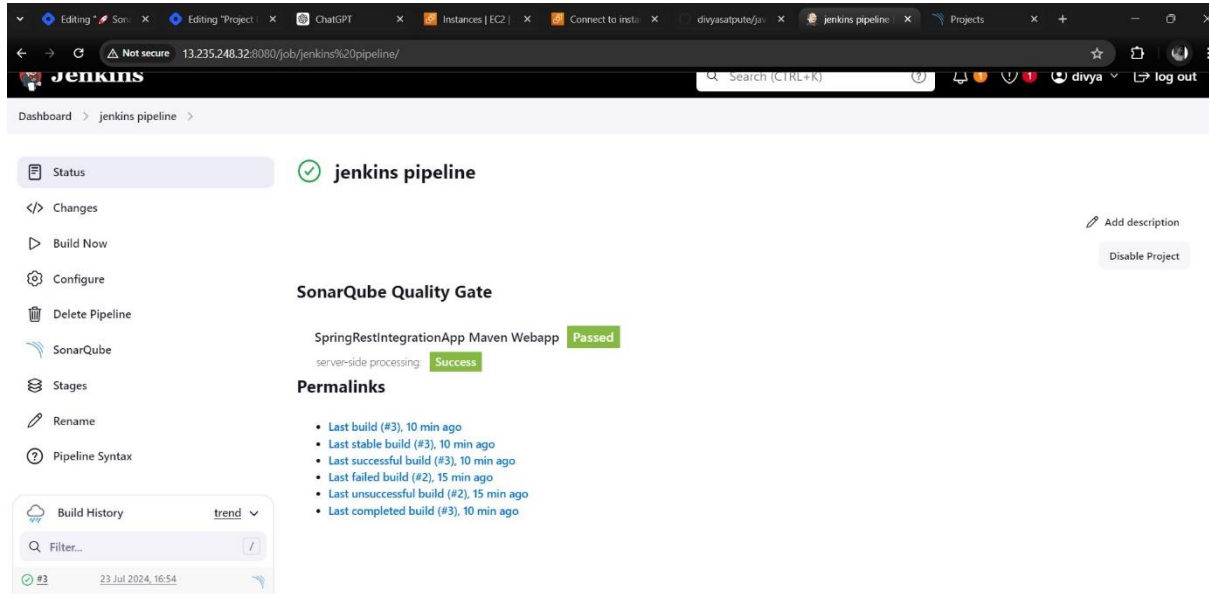 Editing "🚀 Son
Editing "Project
ChatGPT
Instances | EC2 |
Connect to insta
divyasatpute/jav
jenkins pipeline
Projects
Not secure 13.235.248.32:8080/job/jenkins%20pipeline/
Jenkins
Search (CTRL+K)
1
1
divya
log out
Dashboard > jenkins pipeline >
Status
Changes
Build Now
Configure
Delete Pipeline
SonarQube
Stages
Rename
Pipeline Syntax
Build History trend
Filter... /
#3 23 Jul 2024, 16:54
jenkins pipeline
Add description
Disable Project
SonarQube Quality Gate
SpringRestIntegrationApp Maven Webapp Passed
server-side processing: Success
Permalinks
• Last build (#3), 10 min ago
• Last stable build (#3), 10 min ago
• Last successful build (#3), 10 min ago
• Last failed build (#2), 15 min ago
• Last unsuccessful build (#2), 15 min ago
• Last completed build (#3), 10 min ago